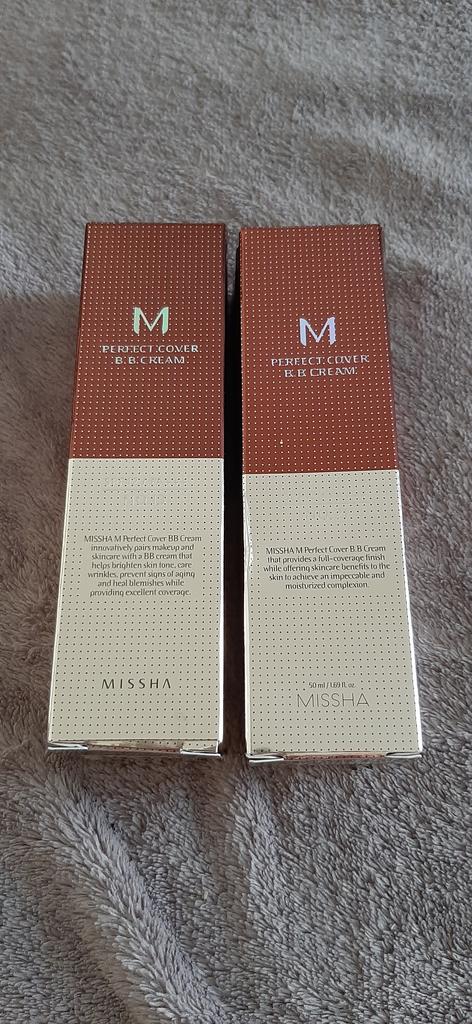 M
PERFECT COVER
B.B. CREAM
MISSHA M Perfect Cover BB Cream
innovatively pairs makeup and
skincare with a BB cream that
helps brighten skin tone, care
wrinkles, prevent signs of aging
and heal blemishes while
providing excellent coverage.
MISSHA
M
PERFECT COVER
B.B. CREAM
MISSHA M Perfect Cover B.B Cream
that provides a full-coverage finish
while offering skincare benefits to the
skin to achieve an impeccable and
moisturized complexion.
50 ml / 1.69 fl. oz.
MISSHA